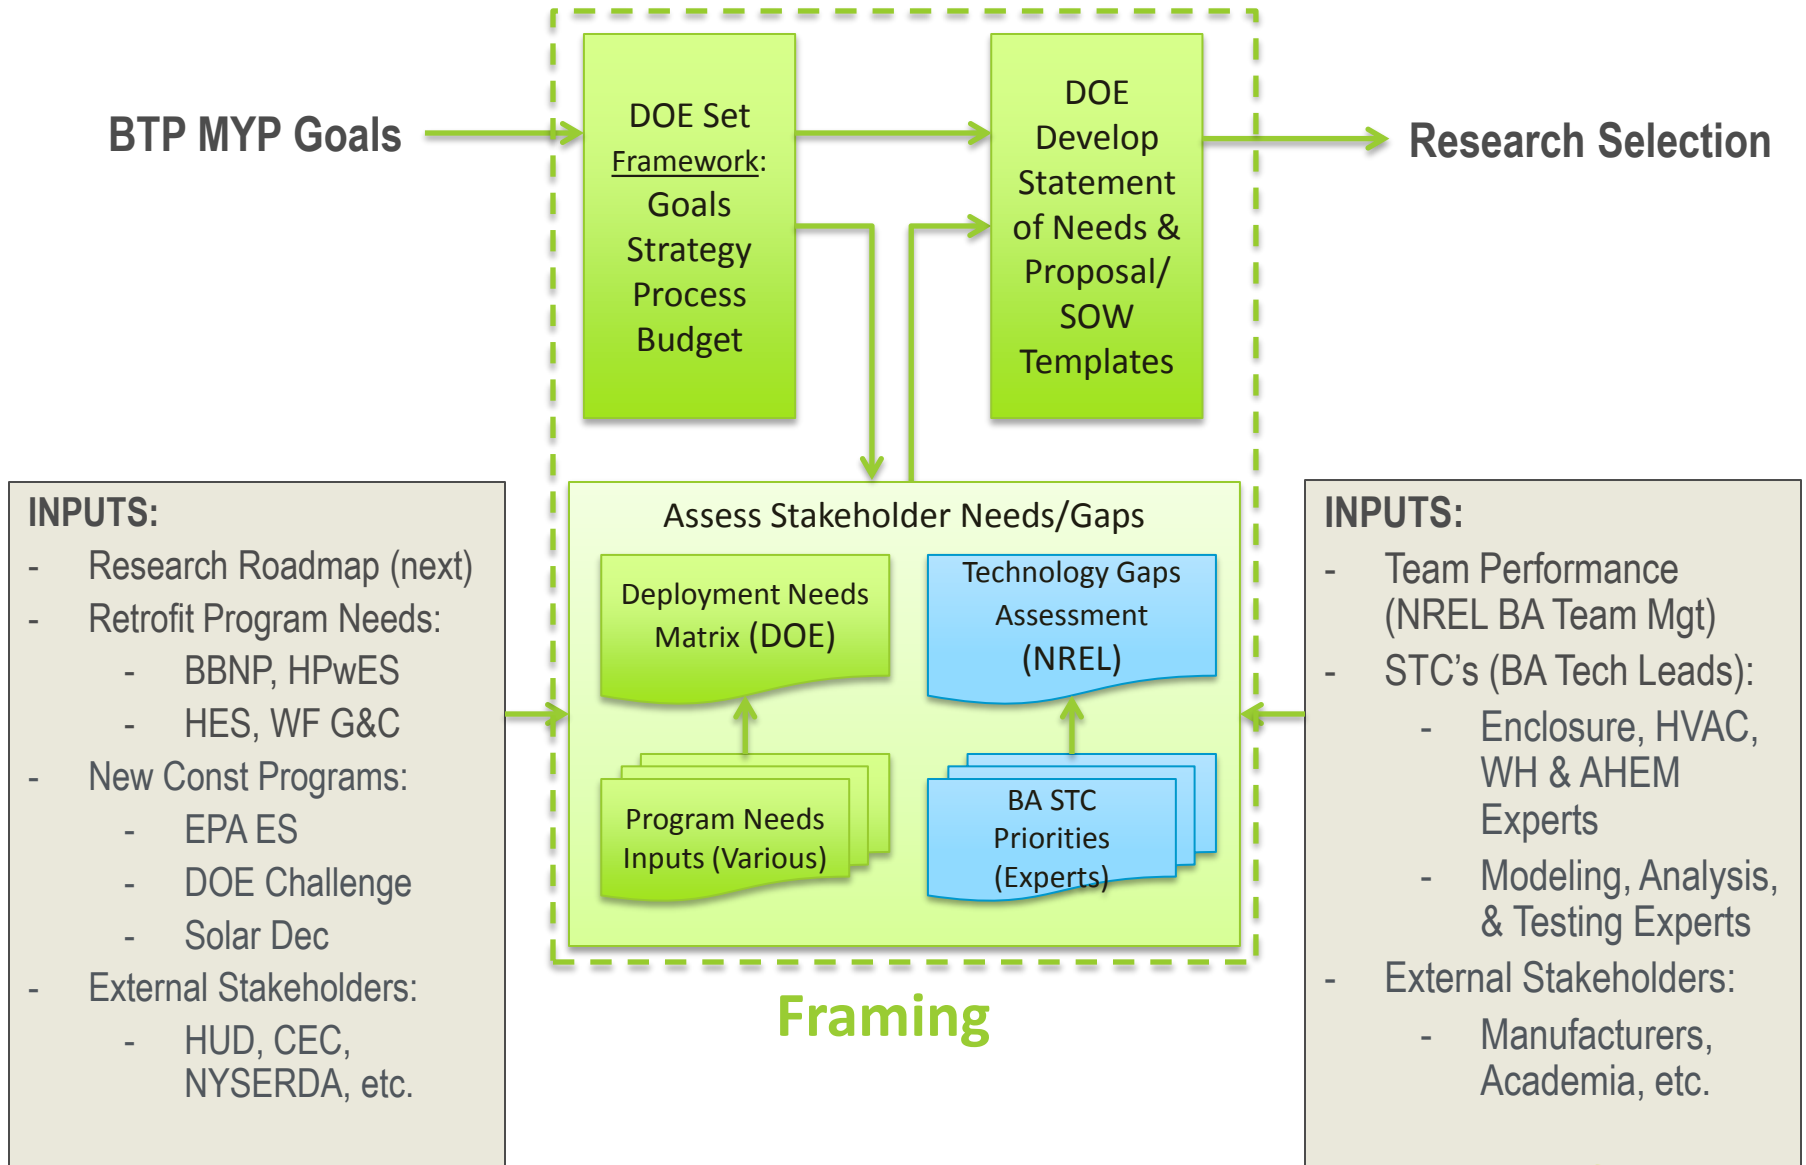 BTP MYP Goals
DOE Set
Framework:
Goals
Strategy
Process
Budget
DOE
Develop
Statement
of Needs &
Proposal/
SOW
Templates
Research Selection
INPUTS:
- Research Roadmap (next)
- Retrofit Program Needs:
- BBNP, HPwES
- HES, WF G&C
- New Const Programs:
- EPA ES
- DOE Challenge
- Solar Dec
- External Stakeholders:
- HUD, CEC,
NYSERDA, etc.
Assess Stakeholder Needs/Gaps
Deployment Needs
Matrix (DOE)
Technology Gaps
Assessment
(NREL)
Program Needs
Inputs (Various)
BA STC
Priorities
(Experts)
Framing
INPUTS:
- Team Performance
(NREL BA Team Mgt)
- STC's (BA Tech Leads):
- Enclosure, HVAC,
WH & AHEM
Experts
- Modeling, Analysis,
& Testing Experts
- External Stakeholders:
- Manufacturers,
Academia, etc.